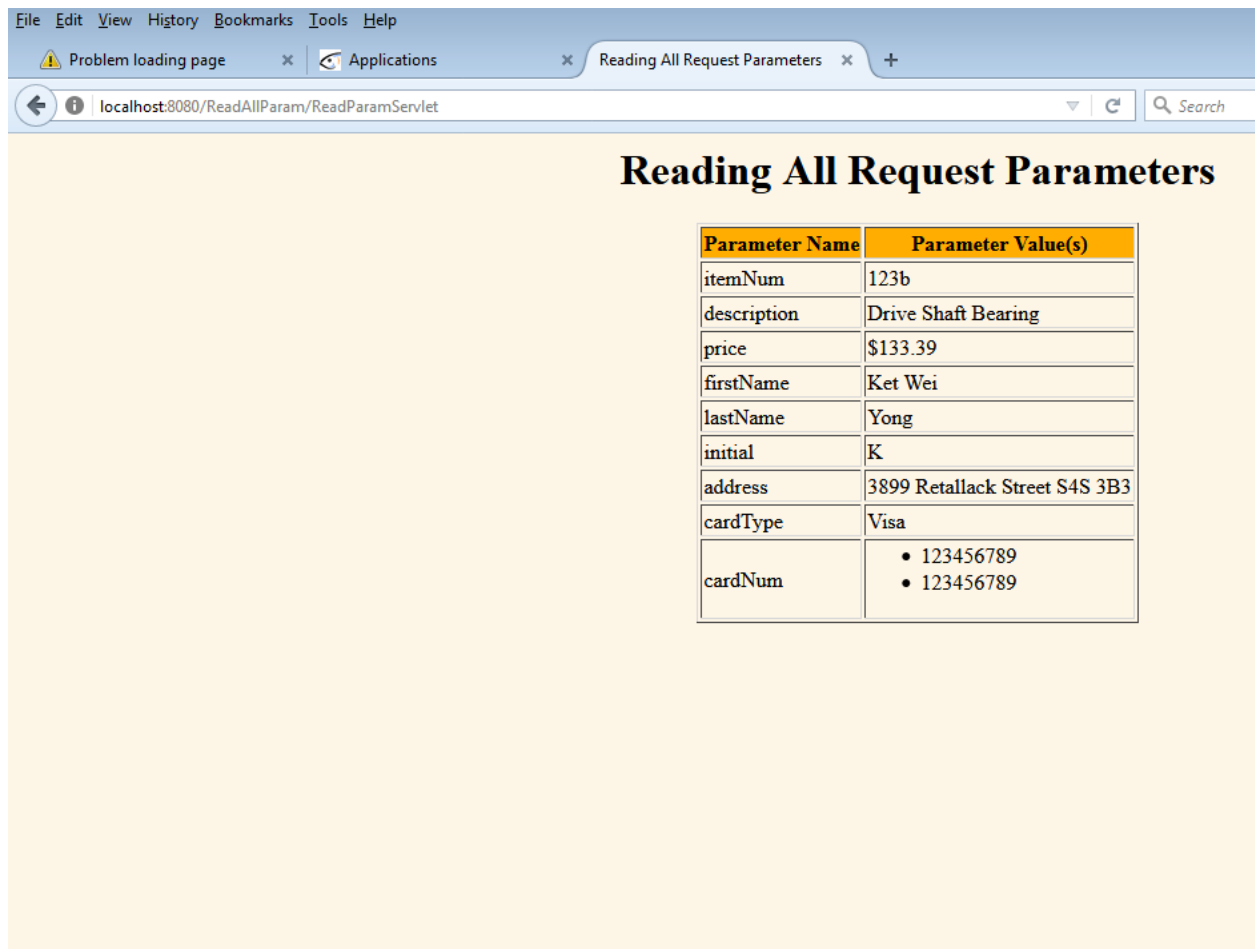 File Edit View History Bookmarks Tools Help
Problem loading page Applications Reading All Request Parameters
localhost:8080/ReadAllParam/ReadParamServlet Search
Reading All Request Parameters
Parameter Name Parameter Value(s)
itemNum 123b
description Drive Shaft Bearing
price $133.39
firstName Ket Wei
lastName Yong
initial K
address 3899 Retallack Street S4S 3B3
cardType Visa
cardNum
123456789
123456789